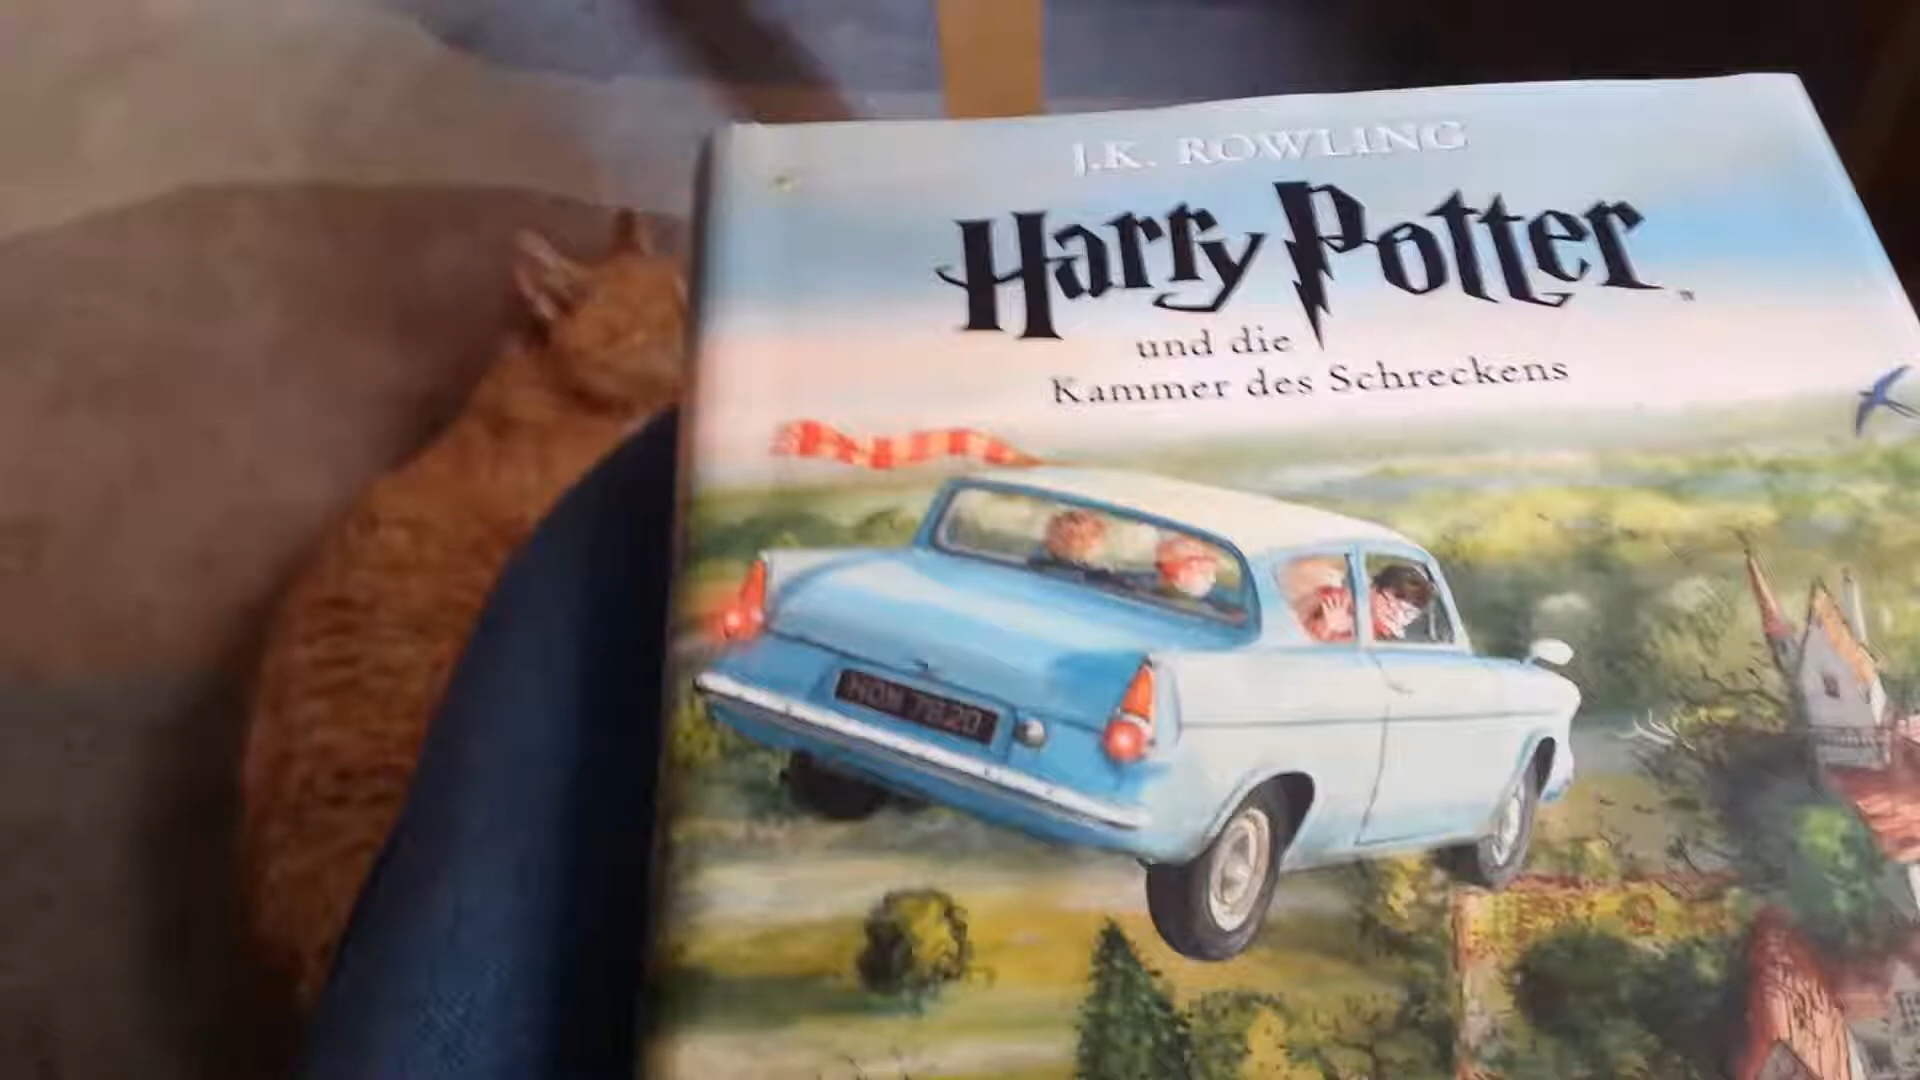 J.K. ROWLING
Harry Potter
und die
Kammer des Schreckens